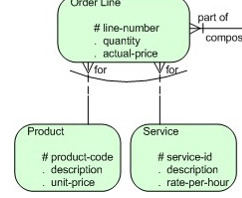 Order Line
# line-number
. quantity
. actual-price
part of
compos
for
for
Product
# product-code
. description
. unit-price
Service
# service-id
. description
. rate-per-hour